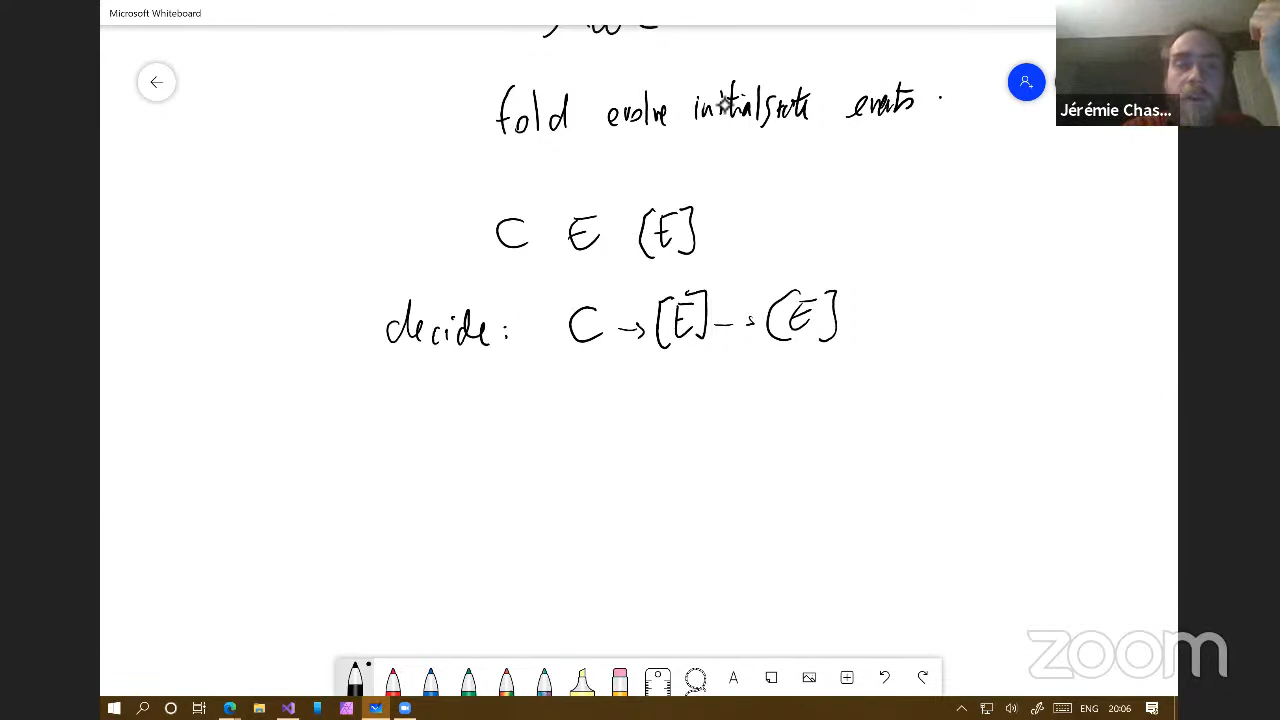 Microsoft Whiteboard
fold evolve initialState events .
Jérémie Chas...
C E [E]
decide: C → [E] → [E]
zoom
A
ENG 20:06